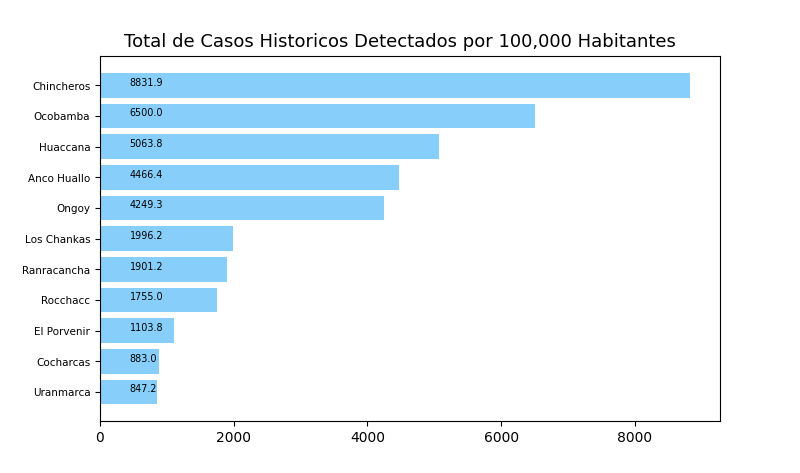 Total de Casos Historicos Detectados por 100,000 Habitantes
Chincheros 8831.9
Ocobamba 6500.0
Huaccana 5063.8
Anco Huallo 4466.4
Ongoy 4249.3
Los Chankas 1996.2
Ranracancha 1901.2
Rocchacc 1755.0
El Porvenir 1103.8
Cocharcas 883.0
Uranmarca 847.2
0 2000 4000 6000 8000